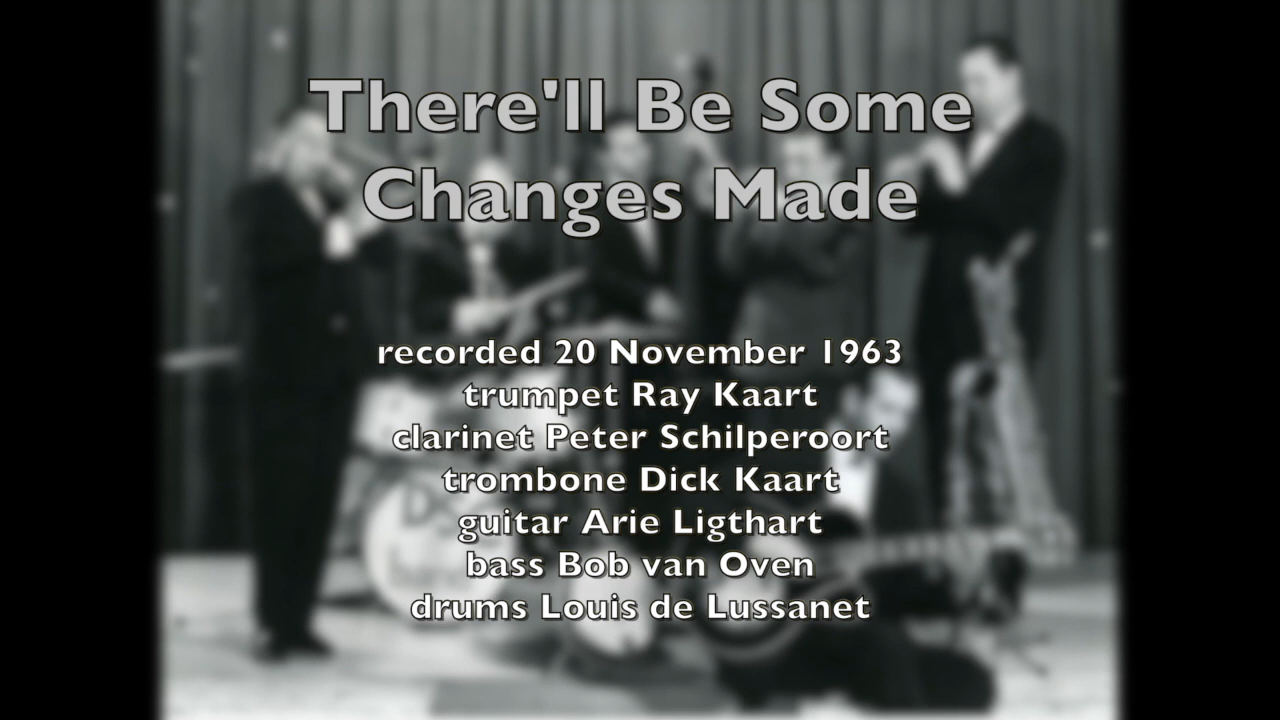 There'll Be Some
Changes Made
recorded 20 November 1963
trumpet Ray Kaart
clarinet Peter Schilperoort
trombone Dick Kaart
guitar Arie Ligthart
bass Bob van Oven
drums Louis de Lussanet